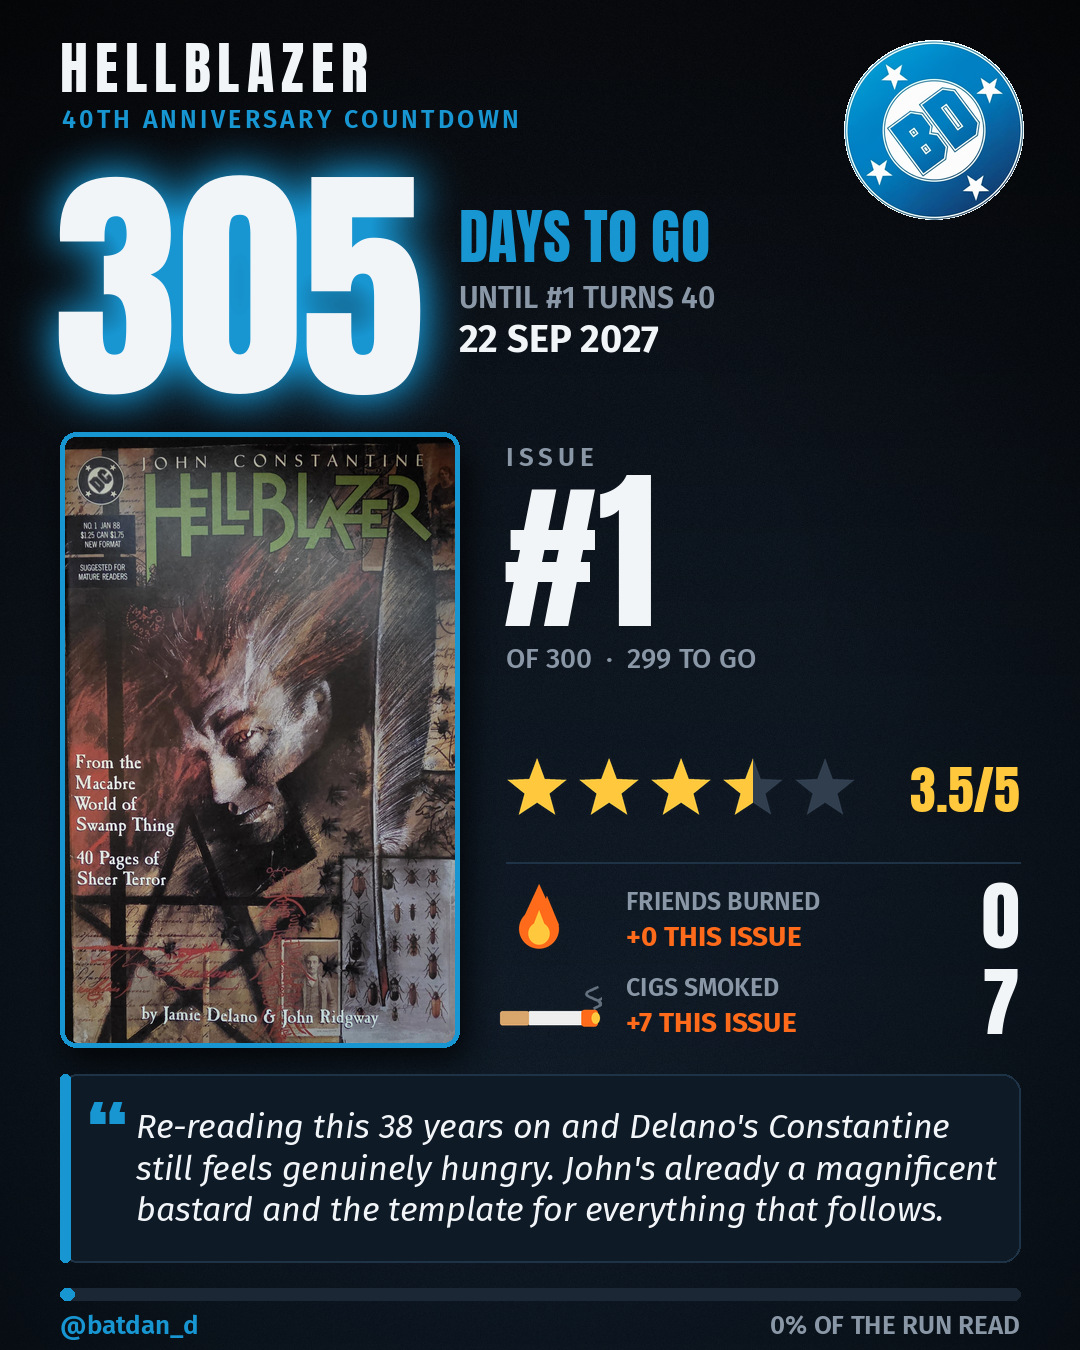 HELLBLAZER
40TH ANNIVERSARY COUNTDOWN
BD
305
DAYS TO GO
UNTIL #1 TURNS 40
22 SEP 2027
JOHN CONSTANTINE
HELLBLAZER
DC
NO. 1 JAN 88
$1.25 CAN $1.75
NEW FORMAT
SUGGESTED FOR
MATURE READERS
From the
Macabre
World of
Swamp Thing
40 Pages of
Sheer Terror
by Jamie Delano & John Ridgway
ISSUE
#1
OF 300 · 299 TO GO
3.5/5
FRIENDS BURNED
+0 THIS ISSUE
0
CIGS SMOKED
+7 THIS ISSUE
7
“Re-reading this 38 years on and Delano's Constantine
still feels genuinely hungry. John's already a magnificent
bastard and the template for everything that follows.
@batdan_d
0% OF THE RUN READ